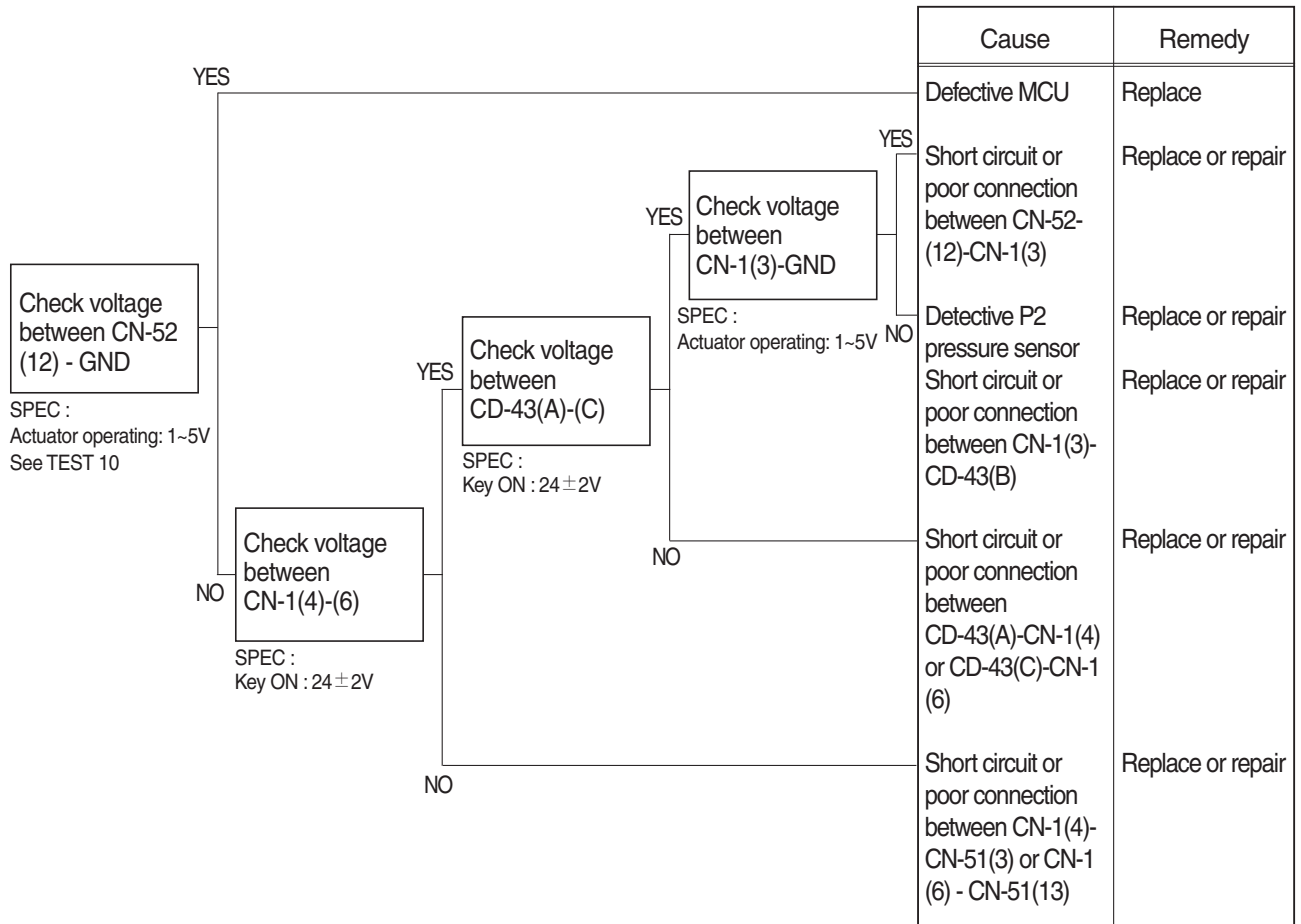 Cause
Remedy
YES
Defective MCU
Replace
YES
Short circuit or
poor connection
between CN-52-
(12)-CN-1(3)
Replace or repair
YES
Check voltage
between
CN-1(3)-GND
SPEC :
Actuator operating: 1~5V
NO
Detective P2
pressure sensor
Replace or repair
Short circuit or
poor connection
between CN-1(3)-
CD-43(B)
Replace or repair
Check voltage
between CN-52
(12) - GND
SPEC :
Actuator operating: 1~5V
See TEST 10
YES
Check voltage
between
CD-43(A)-(C)
SPEC :
Key ON : 24±2V
NO
Short circuit or
poor connection
between
CD-43(A)-CN-1(4)
or CD-43(C)-CN-1
(6)
Replace or repair
NO
Check voltage
between
CN-1(4)-(6)
SPEC :
Key ON : 24±2V
NO
Short circuit or
poor connection
between CN-1(4)-
CN-51(3) or CN-1
(6) - CN-51(13)
Replace or repair